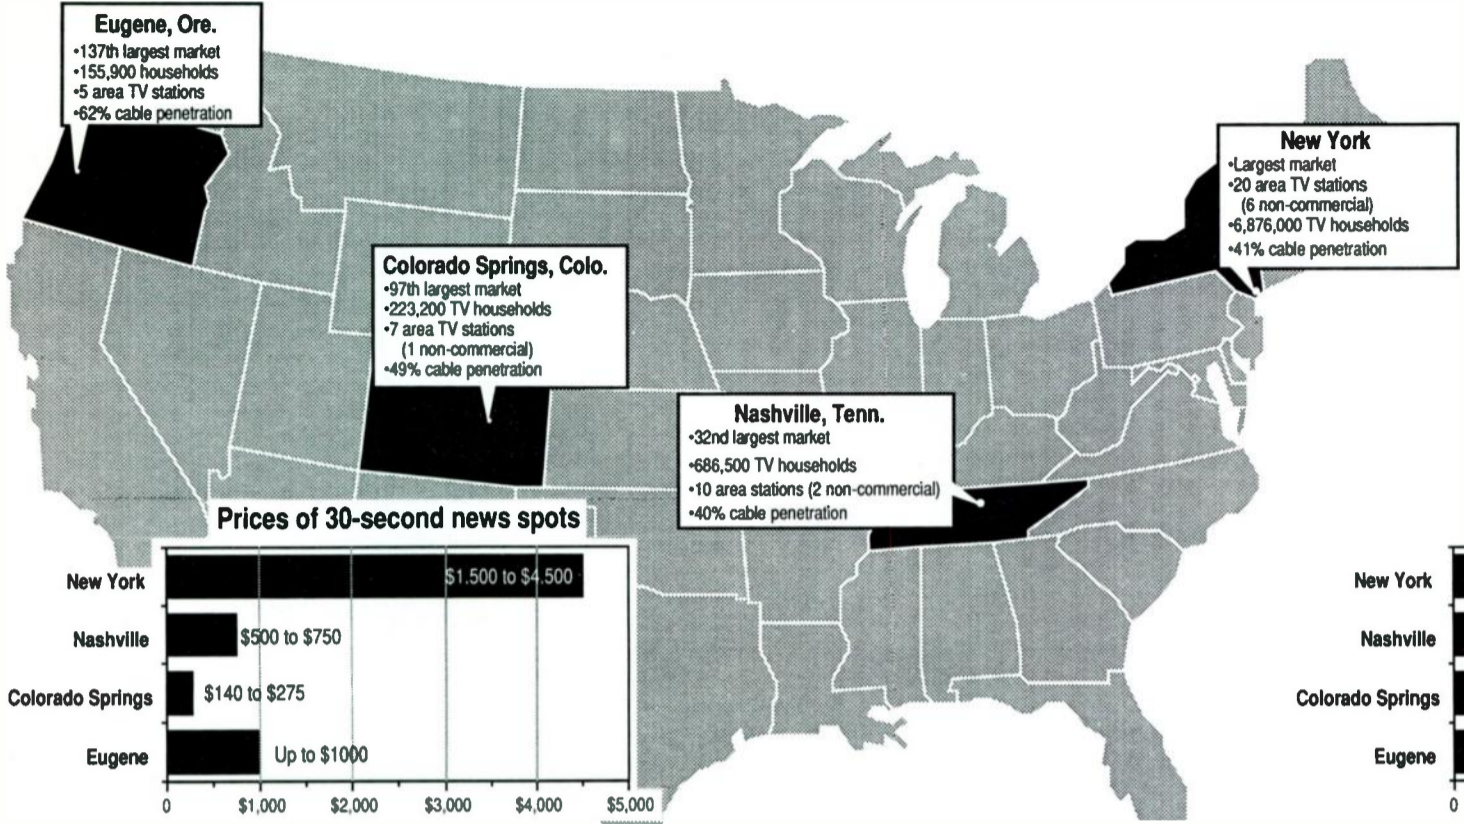 Eugene, Ore.
•137th largest market
•155,900 households
•5 area TV stations
•62% cable penetration
New York
•Largest market
•20 area TV stations
(6 non-commercial)
•6,876,000 TV households
•41% cable penetration
Colorado Springs, Colo.
•97th largest market
•223,200 TV households
•7 area TV stations
(1 non-commercial)
•49% cable penetration
Nashville, Tenn.
•32nd largest market
•686,500 TV households
•10 area stations (2 non-commercial)
•40% cable penetration
Prices of 30-second news spots
New York $1.500 to $4.500
Nashville $500 to $750
Colorado Springs $140 to $275
Eugene Up to $1000
0 $1,000 $2,000 $3,000 $4,000 $5,000
New York
Nashville
Colorado Springs
Eugene
0